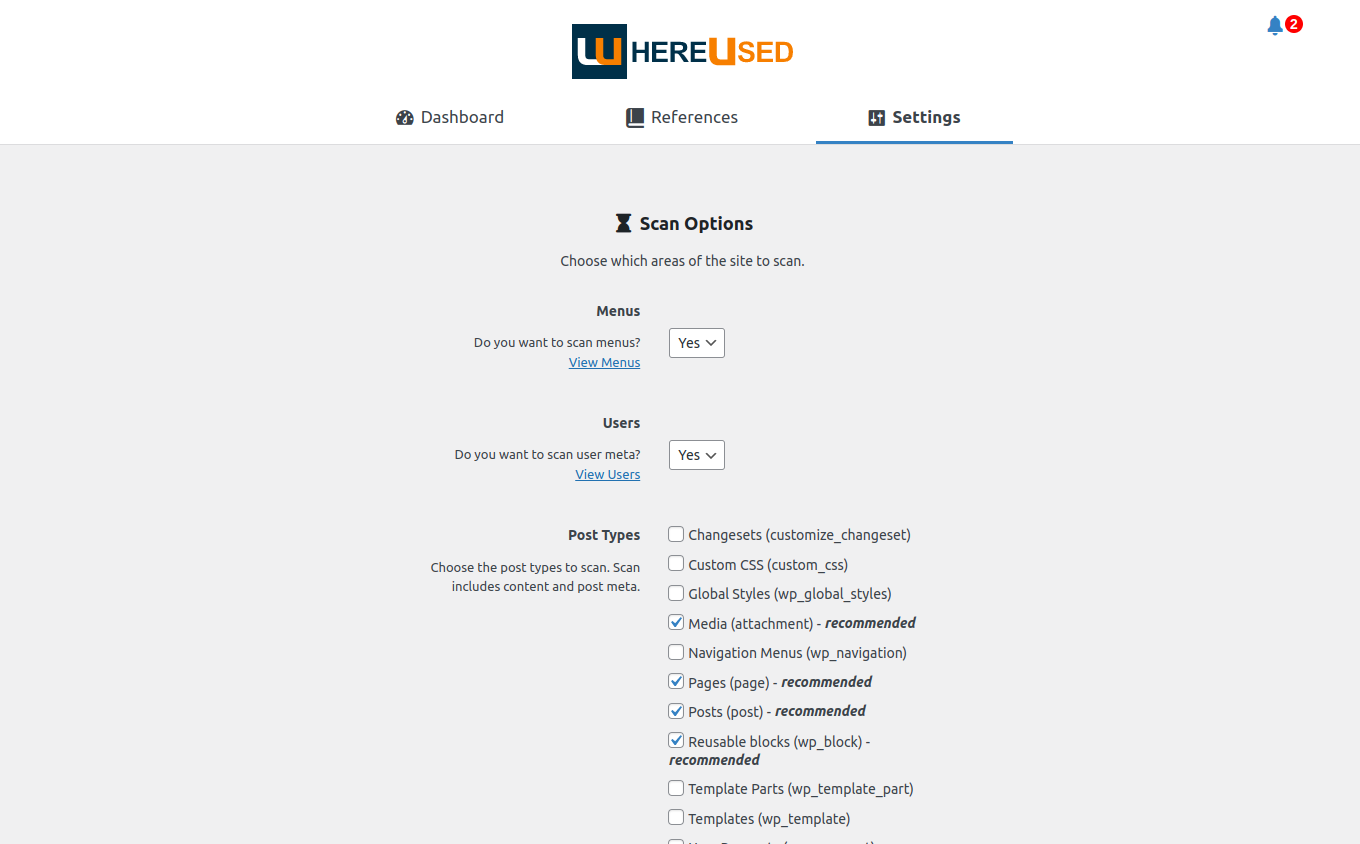 WHEREUSED
2
Dashboard
References
Settings
Scan Options
Choose which areas of the site to scan.
Menus
Do you want to scan menus?
Yes
View Menus
Users
Do you want to scan user meta?
Yes
View Users
Post Types
Choose the post types to scan. Scan
includes content and post meta.
Changesets (customize_changeset)
Custom CSS (custom_css)
Global Styles (wp_global_styles)
Media (attachment) - recommended
Navigation Menus (wp_navigation)
Pages (page) - recommended
Posts (post) - recommended
Reusable blocks (wp_block) -
recommended
Template Parts (wp_template_part)
Templates (wp_template)